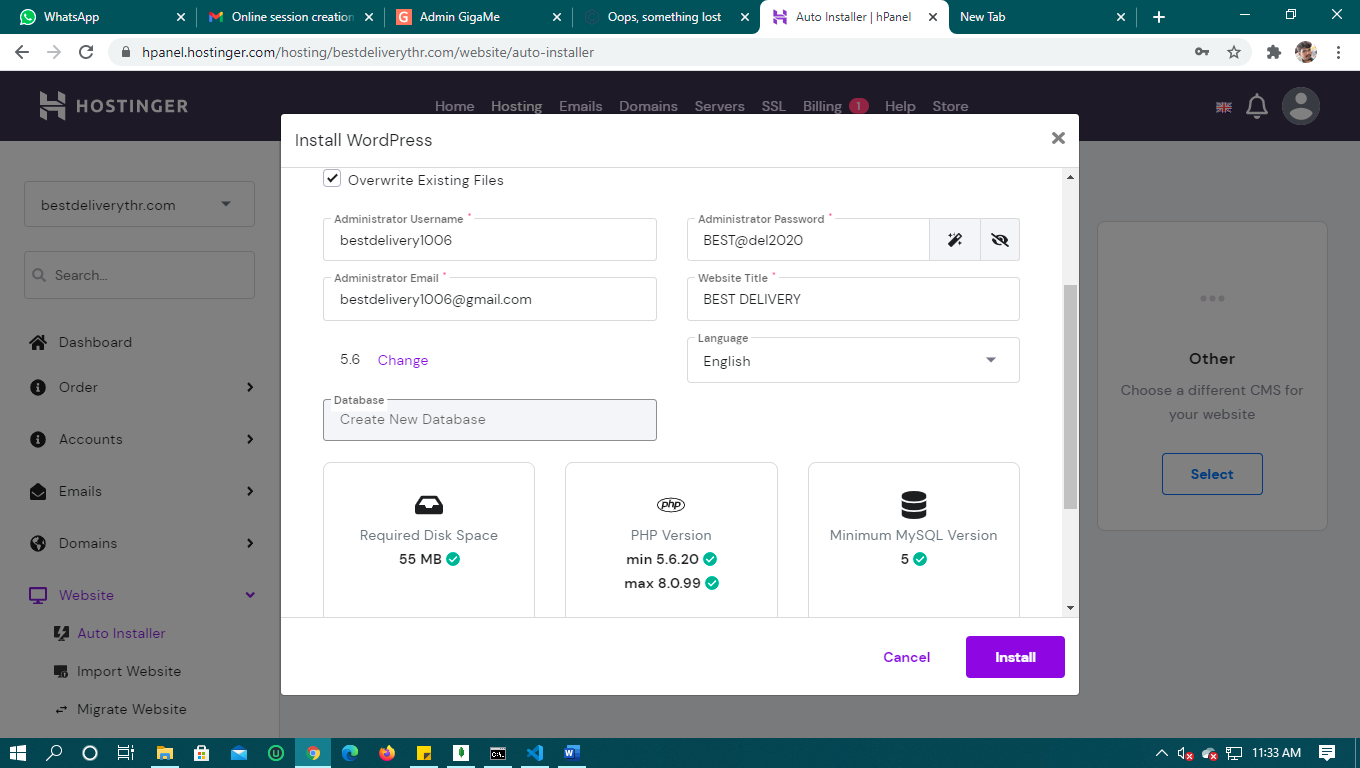 WhatsApp
Online session creation
Admin GigaMe
Oops, something lost
Auto Installer | hPanel
New Tab
hpanel.hostinger.com/hosting/bestdeliverythr.com/website/auto-installer
HOSTINGER
Home Hosting Emails Domains Servers SSL Billing 1 Help Store
bestdeliverythr.com
Search...
Dashboard
Order
Accounts
Emails
Domains
Website
Auto Installer
Import Website
Migrate Website
Install WordPress
Overwrite Existing Files
Administrator Username *
bestdelivery1006
Administrator Password *
BEST@del2020
Administrator Email *
bestdelivery1006@gmail.com
Website Title *
BEST DELIVERY
5.6 Change
Language
English
Database
Create New Database
Required Disk Space
55 MB
php
PHP Version
min 5.6.20
max 8.0.99
Minimum MySQL Version
5
Cancel
Install
Other
Choose a different CMS for
your website
Select
11:33 AM